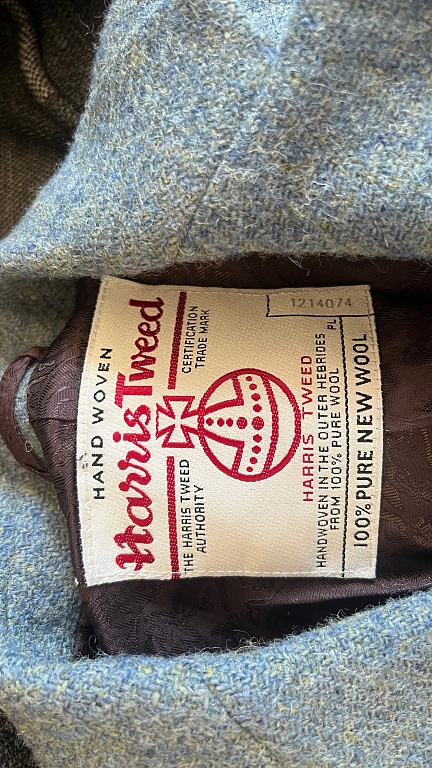 HAND WOVEN
Harris Tweed
THE HARRIS TWEED
AUTHORITY
CERTIFICATION
TRADE MARK
HARRIS TWEED
HANDWOVEN IN THE OUTER HEBRIDES
FROM 100% PURE WOOL
PL
1214074
100% PURE NEW WOOL